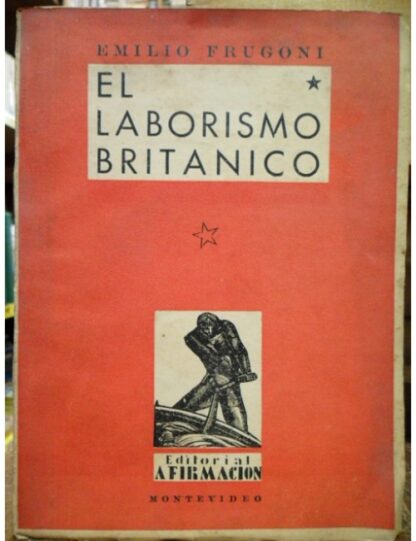 EMILIO FRUGONI
EL
LABORISMO
BRITANICO
Editorial
AFIRMACION
MONTEVIDEO